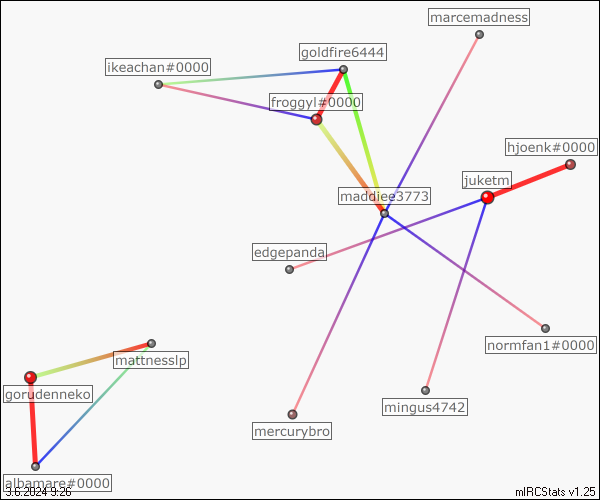 marcemadness
goldfire6444
ikeachan#0000
froggyl#0000
hjoenk#0000
juketm
maddiee3773
edgepanda
normfan1#0000
mattnesslp
gorudenneko
mingus4742
mercurybro
albamare#0000
3.6.2024 9:26
mIRCStats v1.25